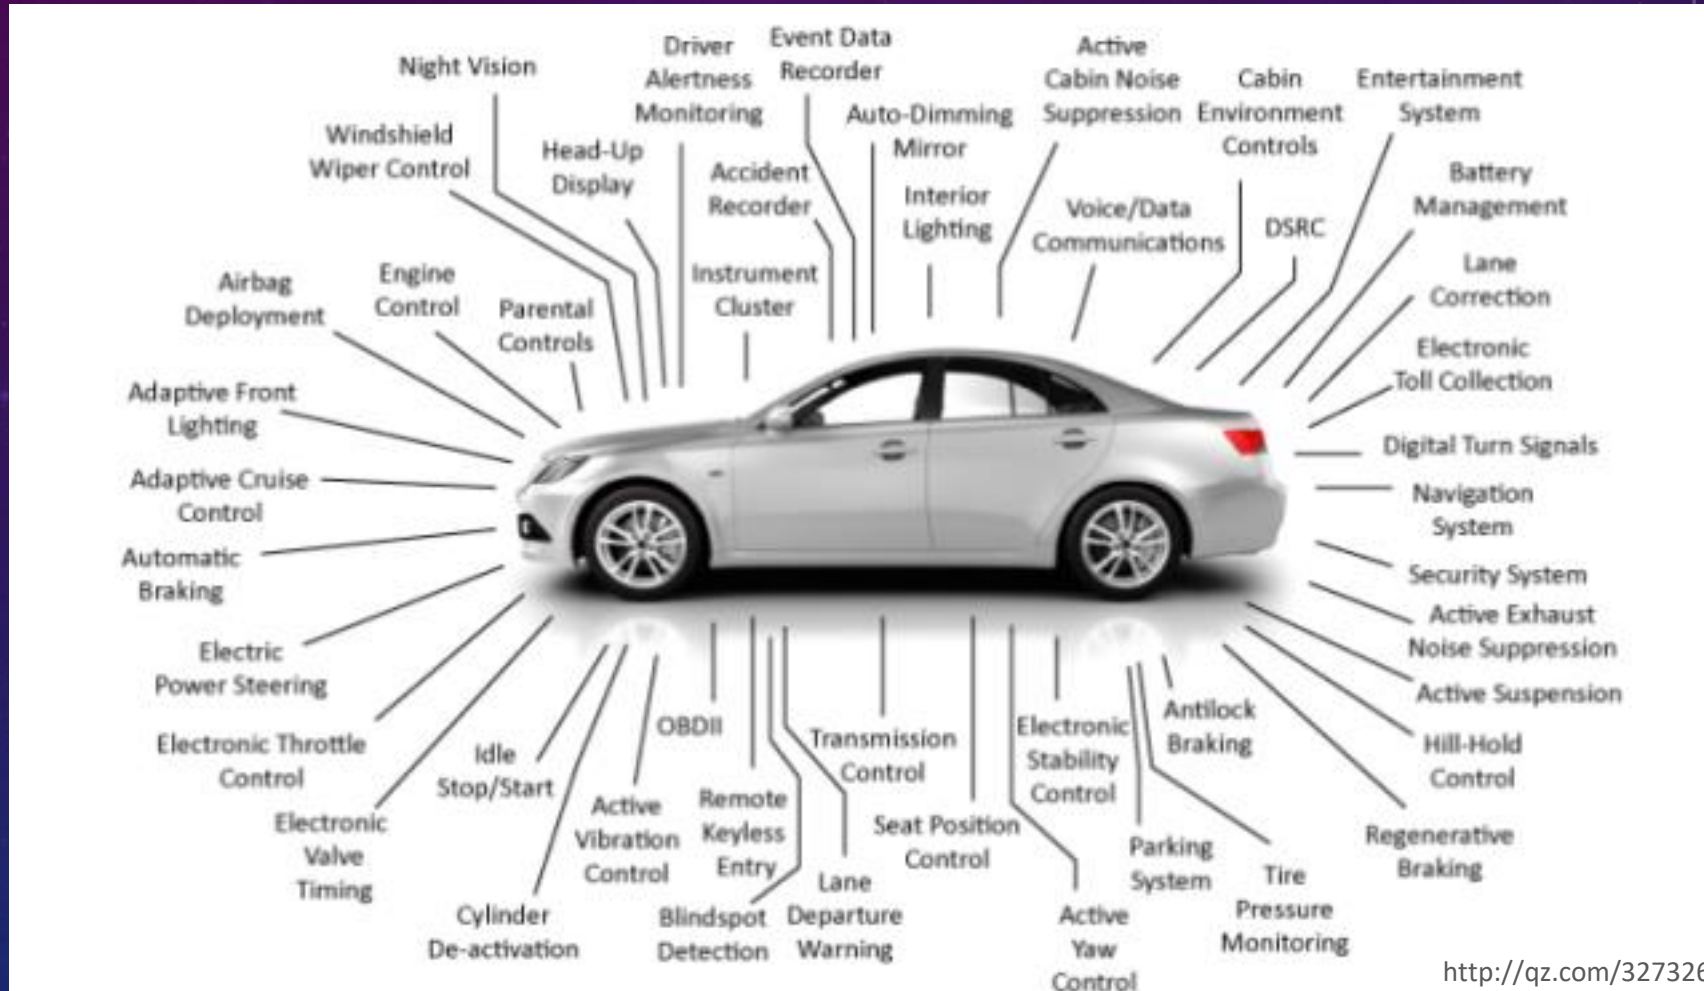 Night Vision
Driver
Alertness
Monitoring
Event Data
Recorder
Active
Cabin Noise
Suppression
Cabin
Environment
Controls
Entertainment
System
Windshield
Wiper Control
Head-Up
Display
Accident
Recorder
Auto-Dimming
Mirror
Interior
Lighting
Voice/Data
Communications
DSRC
Battery
Management
Airbag
Deployment
Engine
Control
Parental
Controls
Instrument
Cluster
Lane
Correction
Electronic
Toll Collection
Adaptive Front
Lighting
Digital Turn Signals
Adaptive Cruise
Control
Navigation
System
Automatic
Braking
Security System
Active Exhaust
Noise Suppression
Electric
Power Steering
Active Suspension
Electronic Throttle
Control
Idle
Stop/Start
OBDII
Transmission
Control
Electronic
Stability
Control
Antilock
Braking
Hill-Hold
Control
Electronic
Valve
Timing
Active
Vibration
Control
Remote
Keyless
Entry
Seat Position
Control
Parking
System
Regenerative
Braking
Cylinder
De-activation
Blindspot
Detection
Lane
Departure
Warning
Active
Yaw
Control
Tire
Pressure
Monitoring
http://qz.com/327326